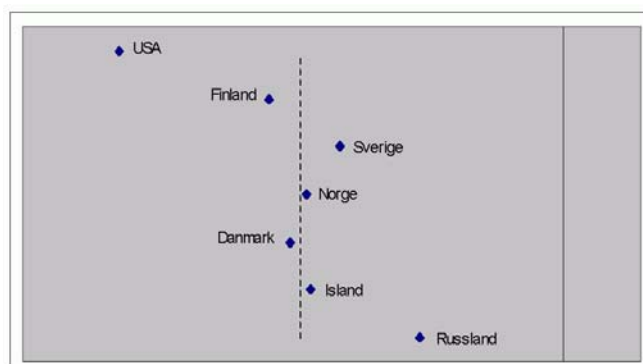 USA
Finland
Sverige
Norge
Danmark
Island
Russland